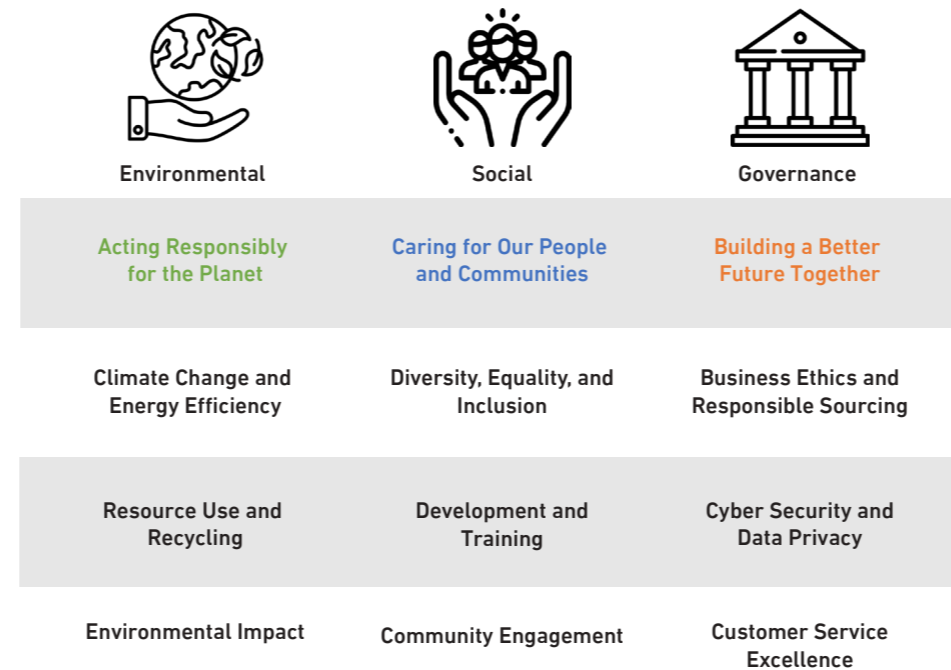 Environmental
Social
Governance
Acting Responsibly
for the Planet
Caring for Our People
and Communities
Building a Better
Future Together
Climate Change and
Energy Efficiency
Diversity, Equality, and
Inclusion
Business Ethics and
Responsible Sourcing
Resource Use and
Recycling
Development and
Training
Cyber Security and
Data Privacy
Environmental Impact
Community Engagement
Customer Service
Excellence